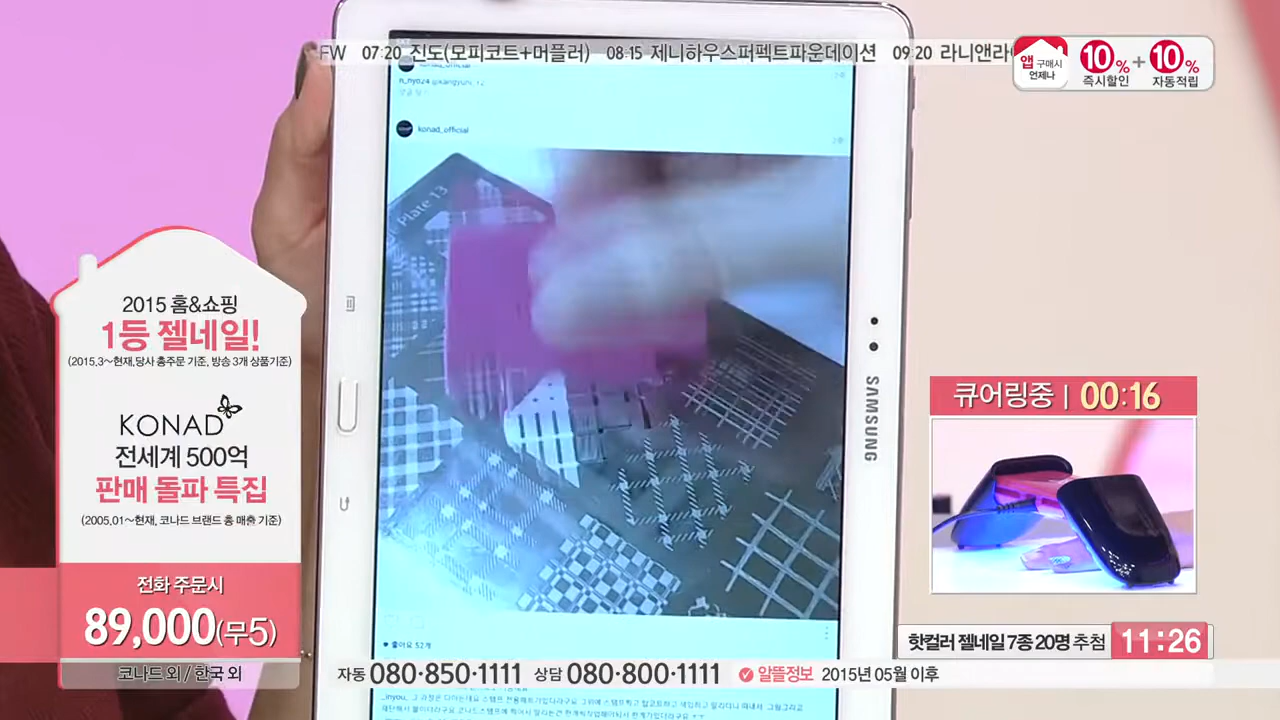 FW 07:20 진도(모피코트+머플러) 08:15 제니하우스퍼펙트파운데이션 09:20 라니앤라
앱 구매시
언제나
10% + 10%
즉시할인 자동적립
konad_official
konad_official
Plate 13
SAMSUNG
2015 홈&쇼핑
1등 젤네일!
(2015.3~현재, 당사 총주문 기준, 방송 3개 상품기준)
KONAD
전세계 500억
판매 돌파 특집
(2005.01~현재, 코나드 브랜드 총 매출 기준)
전화 주문시
89,000(무5)
코나드 외 / 한국 외
큐어링중 | 00:16
핫컬러 젤네일 7종 20명 추첨 11:26
자동 080·850·1111 상담 080·800·1111 알뜰정보 2015년 05월 이후
좋아요 52개